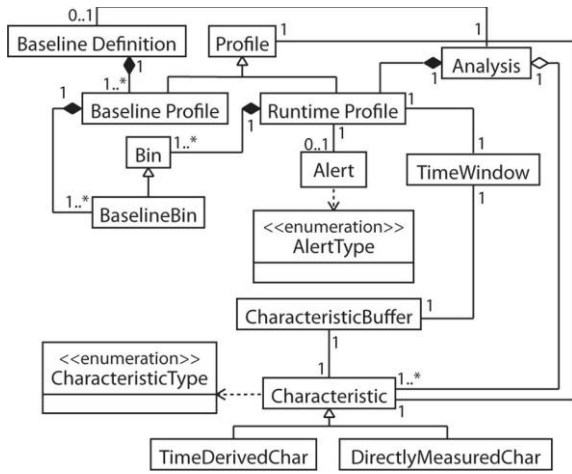 0..1
1
Baseline Definition
Profile
1
Analysis
1
1
1
1..*
1
Baseline Profile
Runtime Profile
1
1..*
1
1
1
Bin
0..1
Alert
TimeWindow
1..*
BaselineBin
1
<<enumeration>>
AlertType
CharacteristicBuffer
1
1
<<enumeration>>
CharacteristicType
1
1..*
Characteristic
1
TimeDerivedChar
DirectlyMeasuredChar